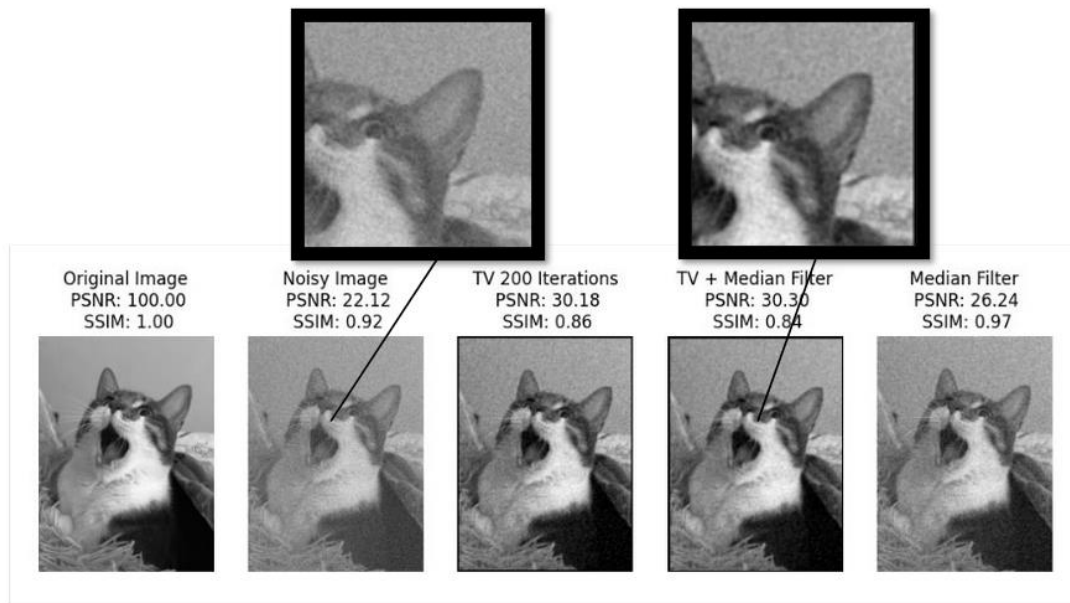 Original Image
PSNR: 100.00
SSIM: 1.00
Noisy Image
PSNR: 22.12
SSIM: 0.92
TV 200 Iterations
PSNR: 30.18
SSIM: 0.86
TV + Median Filter
PSNR: 30.30
SSIM: 0.84
Median Filter
PSNR: 26.24
SSIM: 0.97